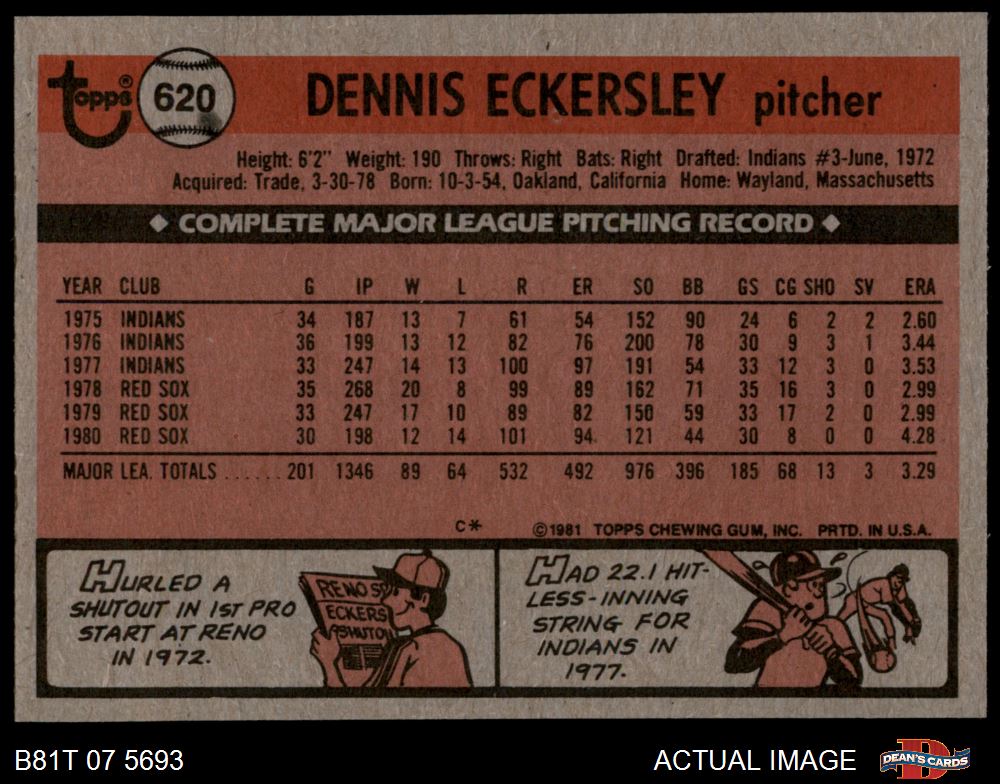 Topps® 620 DENNIS ECKERSLEY pitcher
Height: 6'2" Weight: 190 Throws: Right Bats: Right Drafted: Indians #3-June, 1972
Acquired: Trade, 3-30-78 Born: 10-3-54, Oakland, California Home: Wayland, Massachusetts
◆ COMPLETE MAJOR LEAGUE PITCHING RECORD ◆
YEAR CLUB G IP W L R ER SO BB GS CG SHO SV ERA
1975 INDIANS 34 187 13 7 61 54 152 90 24 6 2 2 2.60
1976 INDIANS 36 199 13 12 82 76 200 78 30 9 3 1 3.44
1977 INDIANS 33 247 14 13 100 97 191 54 33 12 3 0 3.53
1978 RED SOX 35 268 20 8 99 89 162 71 35 16 3 0 2.99
1979 RED SOX 33 247 17 10 89 82 150 59 33 17 2 0 2.99
1980 RED SOX 30 198 12 14 101 94 121 44 30 8 0 0 4.28
MAJOR LEA. TOTALS ...... 201 1346 89 64 532 492 976 396 185 68 13 3 3.29
C* ©1981 TOPPS CHEWING GUM, INC. PRTD. IN U.S.A.
HURLED A
SHUTOUT IN 1ST PRO
START AT RENO
IN 1972.
RENO S
ECKERS
SHUTO
HAD 22.1 HIT-
LESS-INNING
STRING FOR
INDIANS IN
1977.
B81T 07 5693 ACTUAL IMAGE
DEAN'S CARDS